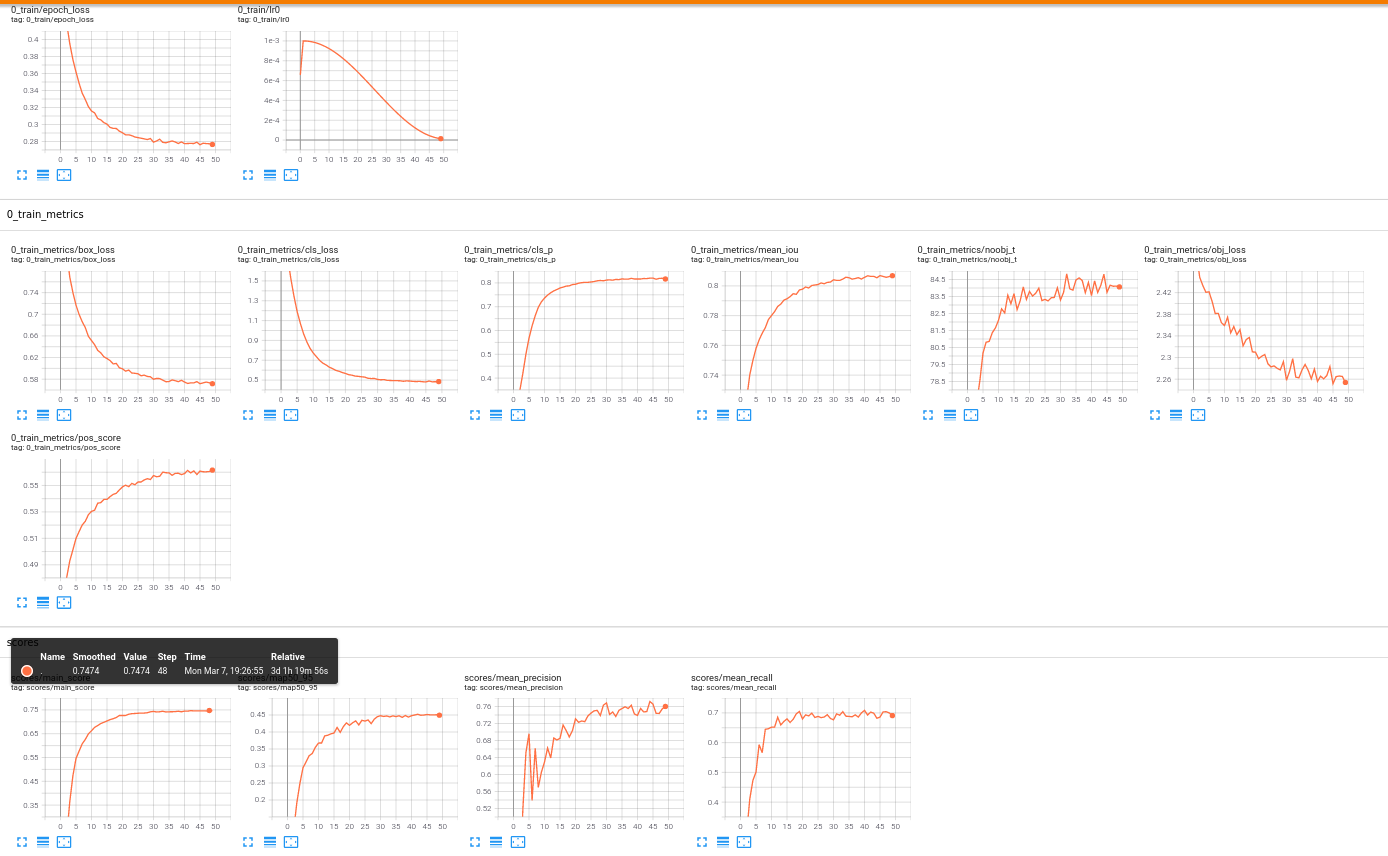 0_train/epoch_loss
tag: 0_train/epoch_loss
0.4
0.38
0.36
0.34
0.32
0.3
0.28
0 5 10 15 20 25 30 35 40 45 50
0_train/lr0
tag: 0_train/lr0
1e-3
8e-4
6e-4
4e-4
2e-4
0
0 5 10 15 20 25 30 35 40 45 50
0_train_metrics
0_train_metrics/box_loss
tag: 0_train_metrics/box_loss
0.74
0.7
0.66
0.62
0.58
0 5 10 15 20 25 30 35 40 45 50
0_train_metrics/cls_loss
tag: 0_train_metrics/cls_loss
1.5
1.3
1.1
0.9
0.7
0.5
0 5 10 15 20 25 30 35 40 45 50
0_train_metrics/cls_p
tag: 0_train_metrics/cls_p
0.8
0.7
0.6
0.5
0.4
0 5 10 15 20 25 30 35 40 45 50
0_train_metrics/mean_iou
tag: 0_train_metrics/mean_iou
0.8
0.78
0.76
0.74
0 5 10 15 20 25 30 35 40 45 50
0_train_metrics/noobj_t
tag: 0_train_metrics/noobj_t
84.5
83.5
82.5
81.5
80.5
79.5
78.5
0 5 10 15 20 25 30 35 40 45 50
0_train_metrics/obj_loss
tag: 0_train_metrics/obj_loss
2.42
2.38
2.34
2.3
2.26
0 5 10 15 20 25 30 35 40 45 50
0_train_metrics/pos_score
tag: 0_train_metrics/pos_score
0.55
0.53
0.51
0.49
0 5 10 15 20 25 30 35 40 45 50
scores
Name Smoothed Value Step Time Relative
0.7474 0.7474 48 Mon Mar 7, 19:26:55 3d 1h 19m 56s
scores/main_score
tag: scores/main_score
0.75
0.65
0.55
0.45
0.35
0 5 10 15 20 25 30 35 40 45 50
scores/map50_95
tag: scores/map50_95
0.45
0.4
0.35
0.3
0.25
0.2
0 5 10 15 20 25 30 35 40 45 50
scores/mean_precision
tag: scores/mean_precision
0.76
0.72
0.68
0.64
0.6
0.56
0.52
0 5 10 15 20 25 30 35 40 45 50
scores/mean_recall
tag: scores/mean_recall
0.7
0.6
0.5
0.4
0 5 10 15 20 25 30 35 40 45 50